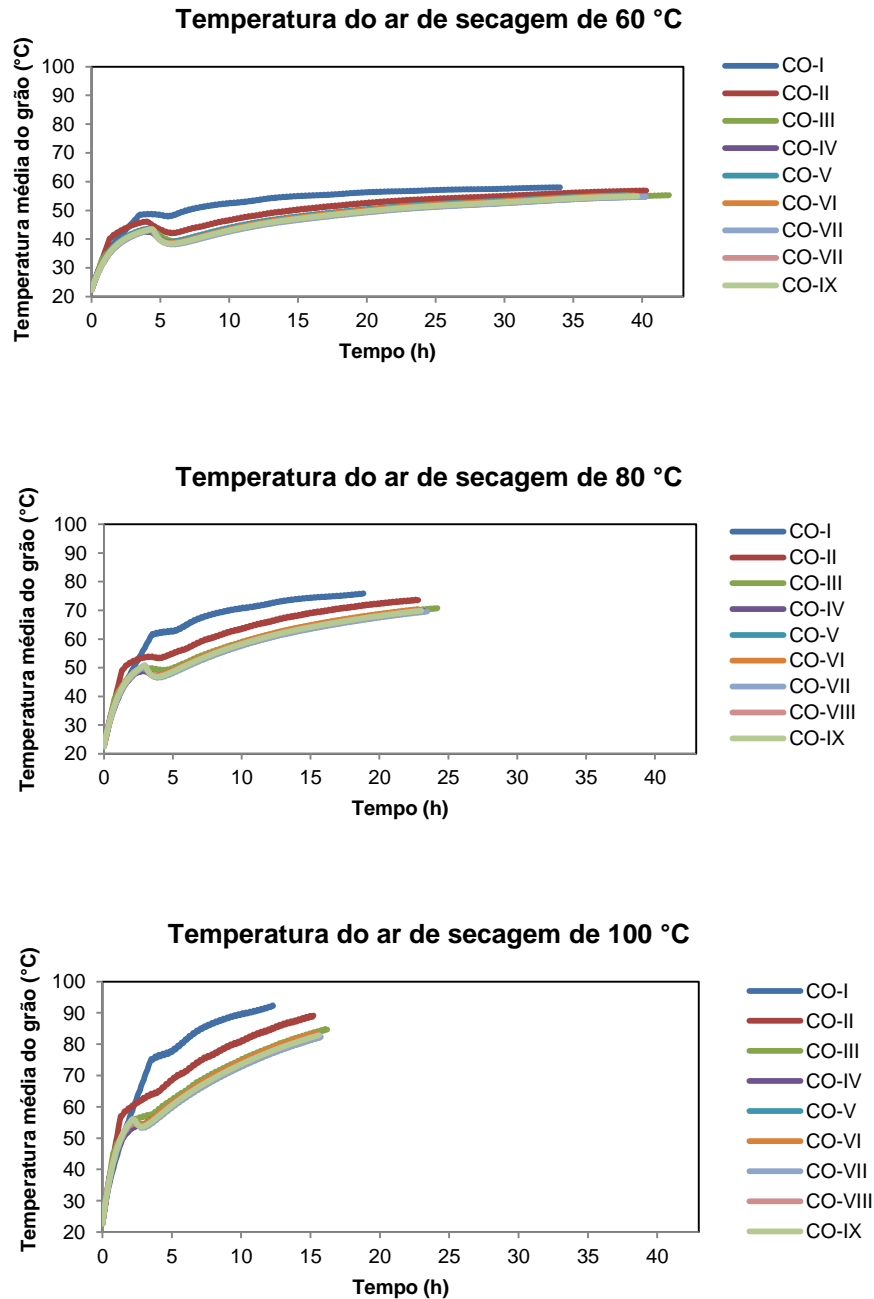 Temperatura do ar de secagem de 60 °C
Temperatura média do grão (°C)
100
90
80
70
60
50
40
30
20
0
5
10
15
20
25
30
35
40
Tempo (h)
CO-I
CO-II
CO-III
CO-IV
CO-V
CO-VI
CO-VII
CO-VII
CO-IX
Temperatura do ar de secagem de 80 °C
Temperatura média do grão (°C)
100
90
80
70
60
50
40
30
20
0
5
10
15
20
25
30
35
40
Tempo (h)
CO-I
CO-II
CO-III
CO-IV
CO-V
CO-VI
CO-VII
CO-VIII
CO-IX
Temperatura do ar de secagem de 100 °C
Temperatura média do grão (°C)
100
90
80
70
60
50
40
30
20
0
5
10
15
20
25
30
35
40
Tempo (h)
CO-I
CO-II
CO-III
CO-IV
CO-V
CO-VI
CO-VII
CO-VIII
CO-IX